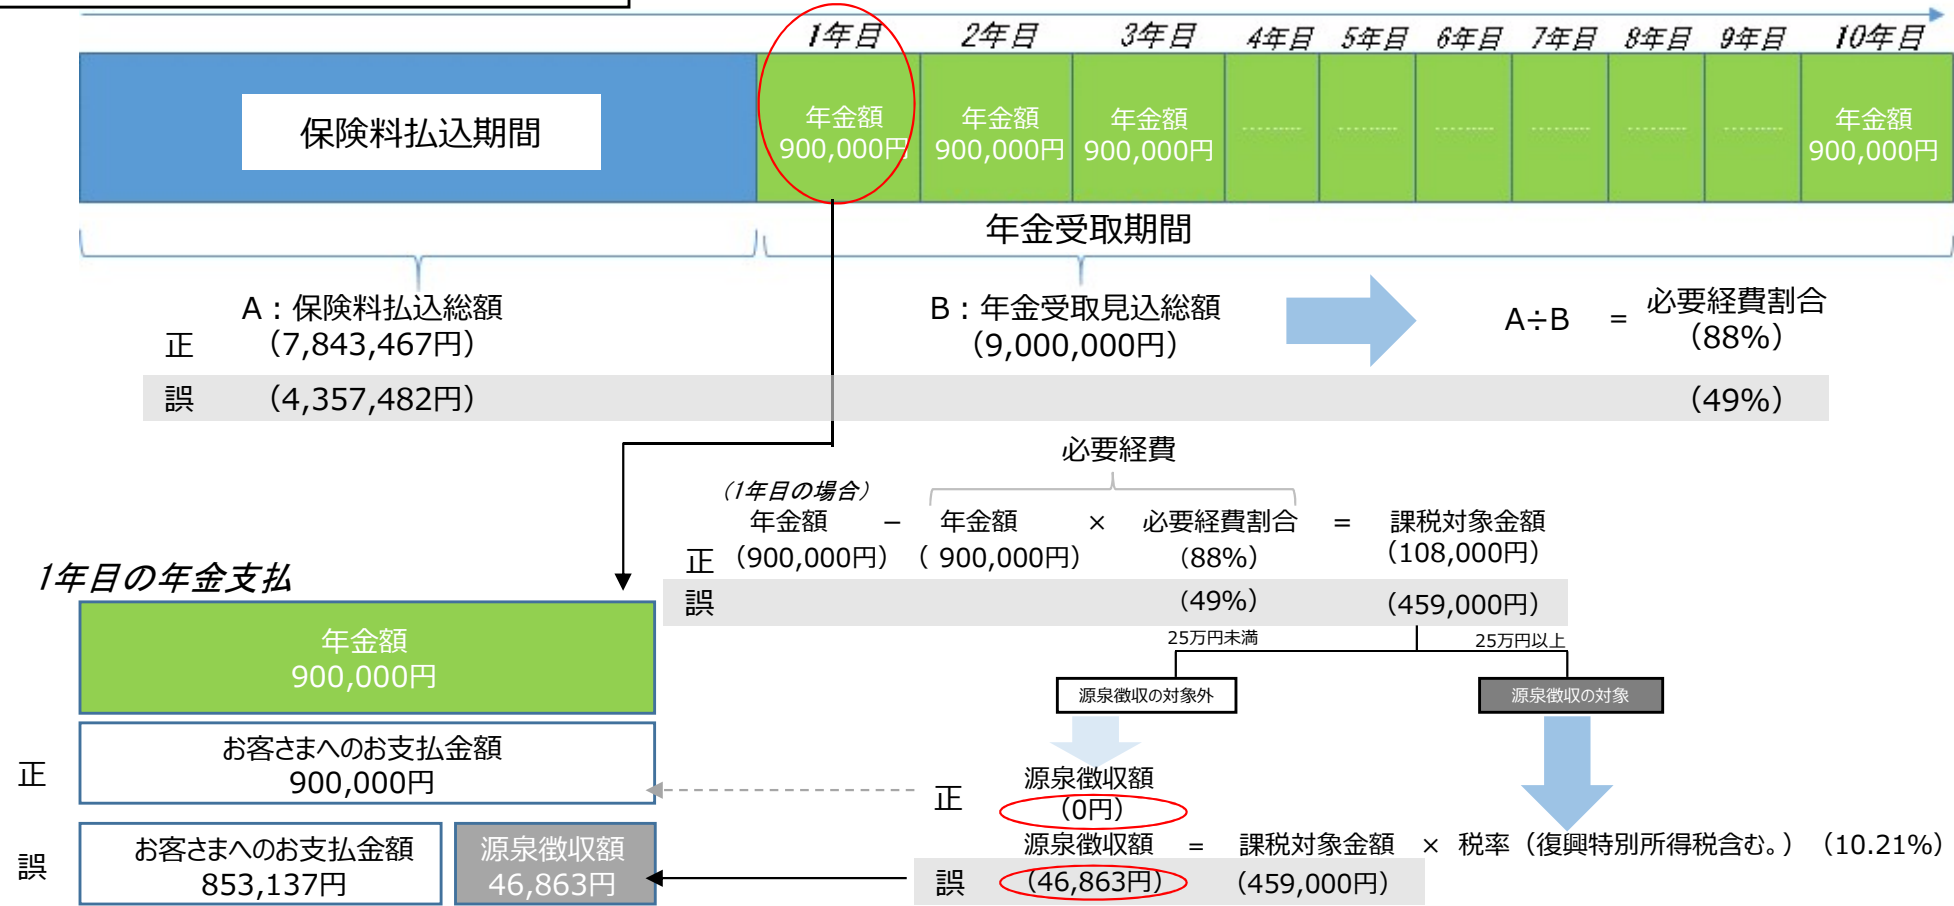 1年目 2年目 3年目 4年目 5年目 6年目 7年目 8年目 9年目 10年目
保険料払込期間
年金額 年金額 年金額 年金額
900,000円 900,000円 900,000円 900,000円
年金受取期間
A：保険料払込総額 B：年金受取見込総額 A÷B = 必要経費割合
正 （7,843,467円） （9,000,000円） （88%）
誤 （4,357,482円） （49%）
必要経費
（1年目の場合）
年金額 － 年金額 × 必要経費割合 = 課税対象金額
正 （900,000円） （ 900,000円） （88%） （108,000円）
誤 （49%） （459,000円）
25万円未満 25万円以上
源泉徴収の対象外 源泉徴収の対象
1年目の年金支払
年金額
900,000円
正 お客さまへのお支払金額
900,000円
正 源泉徴収額
（0円）
誤 お客さまへのお支払金額
853,137円
源泉徴収額
46,863円
源泉徴収額 = 課税対象金額 × 税率（復興特別所得税含む。）（10.21%）
誤 （46,863円） （459,000円）